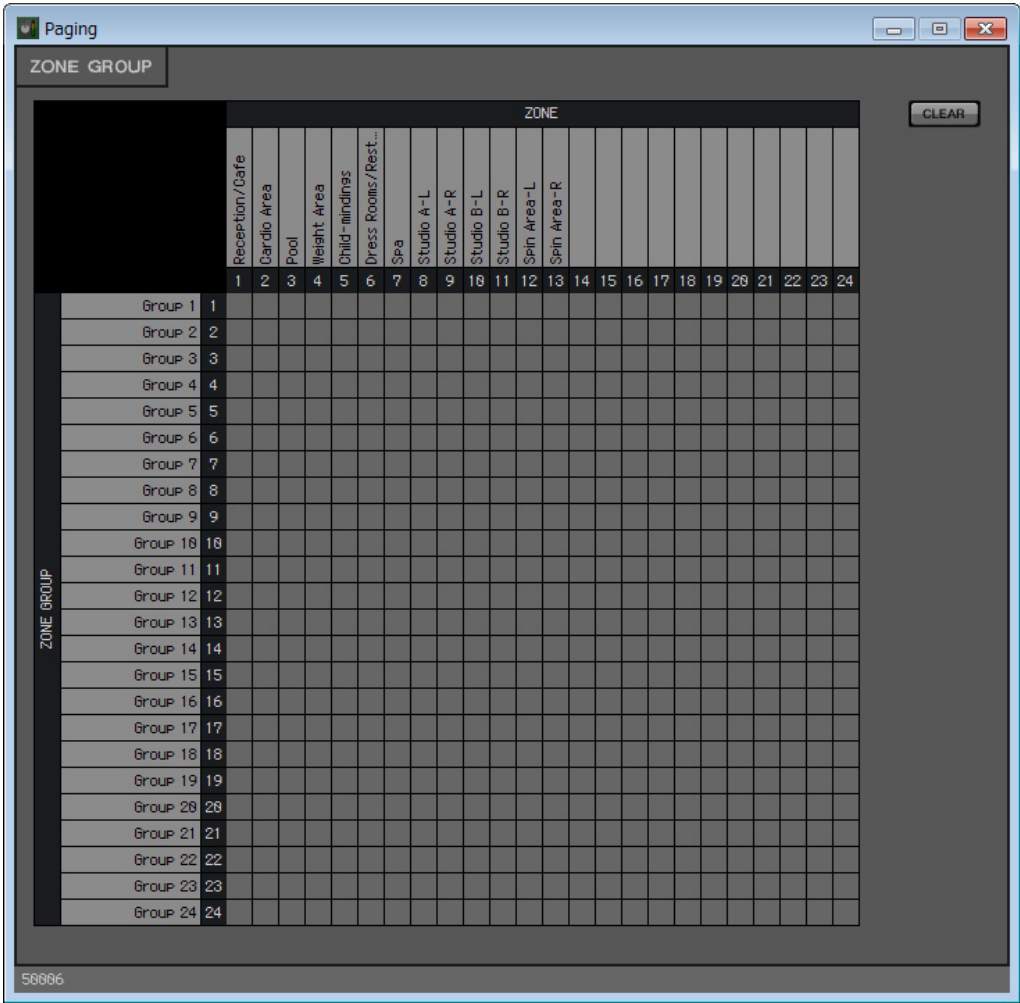 Paging
ZONE GROUP
CLEAR
ZONE
Reception/Cafe
Cardio Area
Pool
Weight Area
Child-mindings
Dress Rooms/Rest...
Spa
Studio A-L
Studio A-R
Studio B-L
Studio B-R
Spin Area-L
Spin Area-R
1 2 3 4 5 6 7 8 9 10 11 12 13 14 15 16 17 18 19 20 21 22 23 24
ZONE GROUP
Group 1 1
Group 2 2
Group 3 3
Group 4 4
Group 5 5
Group 6 6
Group 7 7
Group 8 8
Group 9 9
Group 10 10
Group 11 11
Group 12 12
Group 13 13
Group 14 14
Group 15 15
Group 16 16
Group 17 17
Group 18 18
Group 19 19
Group 20 20
Group 21 21
Group 22 22
Group 23 23
Group 24 24
50006